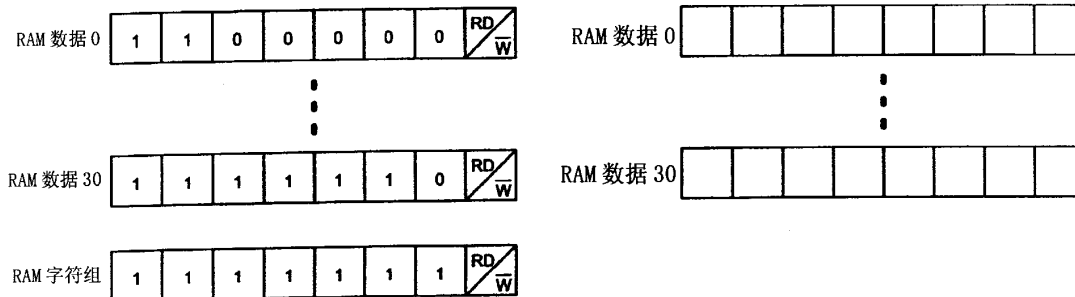 RAM 数据 0 1 1 0 0 0 0 0 RD/W̅
RAM 数据 0
RAM 数据 30 1 1 1 1 1 1 0 RD/W̅
RAM 数据 30
RAM 字符组 1 1 1 1 1 1 1 RD/W̅